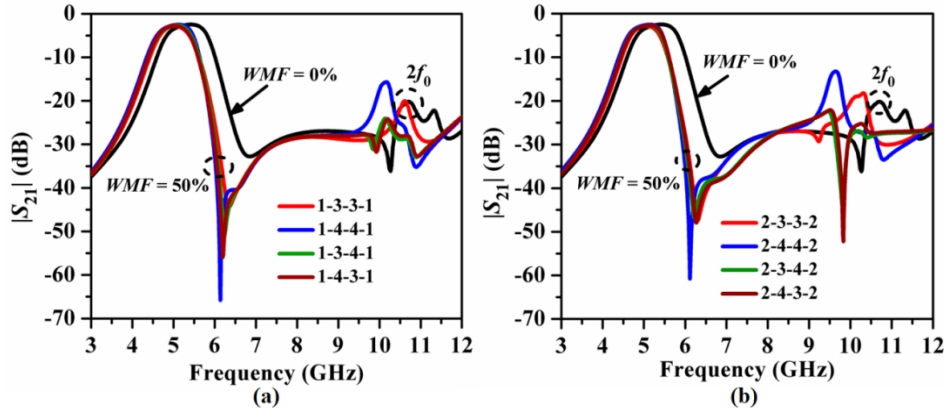 0
-10
-20
-30
-40
-50
-60
-70
|S21| (dB)
WMF = 0%
2f0
WMF = 50%
1-3-3-1
1-4-4-1
1-3-4-1
1-4-3-1
3 4 5 6 7 8 9 10 11 12
Frequency (GHz)
(a)
0
-10
-20
-30
-40
-50
-60
-70
|S21| (dB)
WMF = 0%
2f0
WMF = 50%
2-3-3-2
2-4-4-2
2-3-4-2
2-4-3-2
3 4 5 6 7 8 9 10 11 12
Frequency (GHz)
(b)